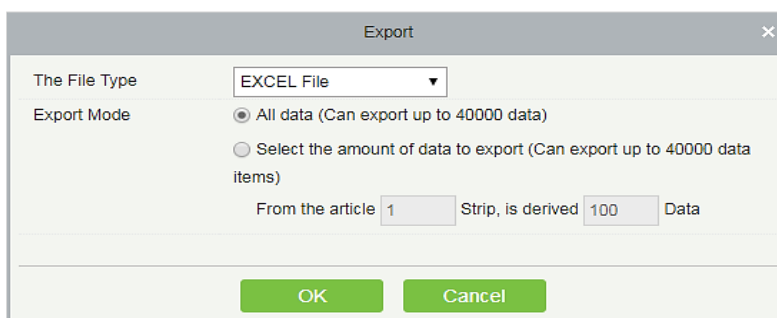 Export
The File Type EXCEL File
Export Mode All data (Can export up to 40000 data)
Select the amount of data to export (Can export up to 40000 data
items)
From the article 1 Strip, is derived 100 Data
OK Cancel